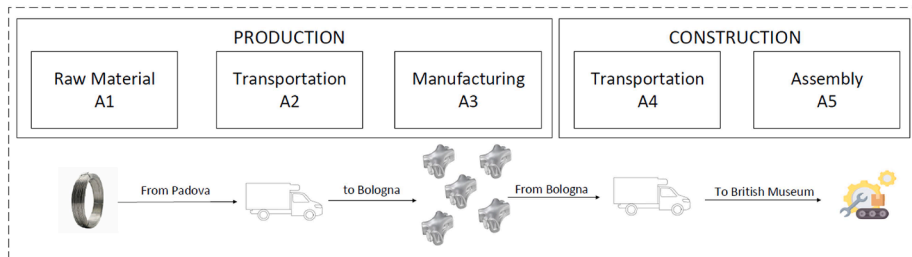 PRODUCTION
CONSTRUCTION
Raw Material
A1
Transportation
A2
Manufacturing
A3
Transportation
A4
Assembly
A5
From Padova
to Bologna
From Bologna
To British Museum